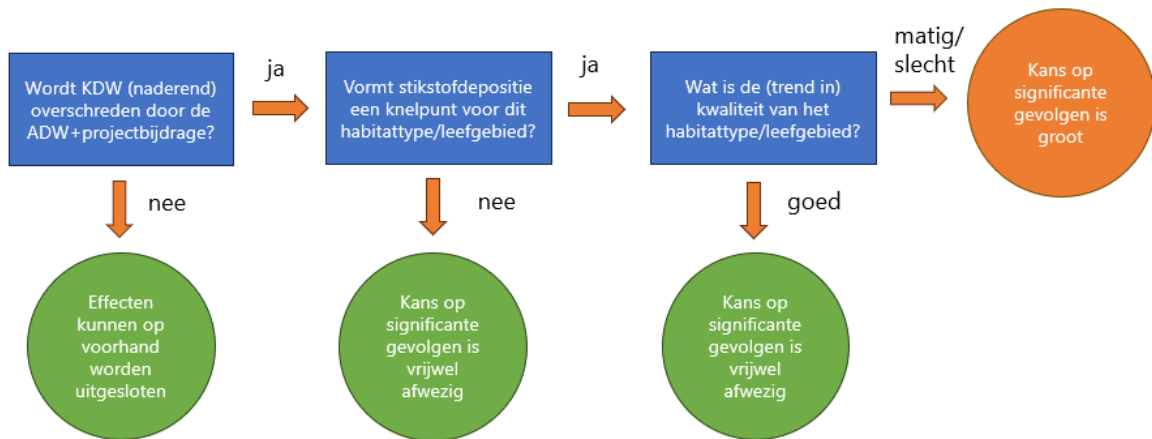 Wordt KDW (naderend)
overschreden door de
ADW+projectbijdrage?
ja
Vormt stikstofdepositie
een knelpunt voor dit
habitattype/leefgebied?
ja
Wat is de (trend in)
kwaliteit van het
habitattype/leefgebied?
matig/
slecht
Kans op
significante
gevolgen is
groot
nee
nee
goed
Effecten
kunnen op
voorhand
worden
uitgesloten
Kans op
significante
gevolgen is
vrijwel
afwezig
Kans op
significante
gevolgen is
vrijwel
afwezig